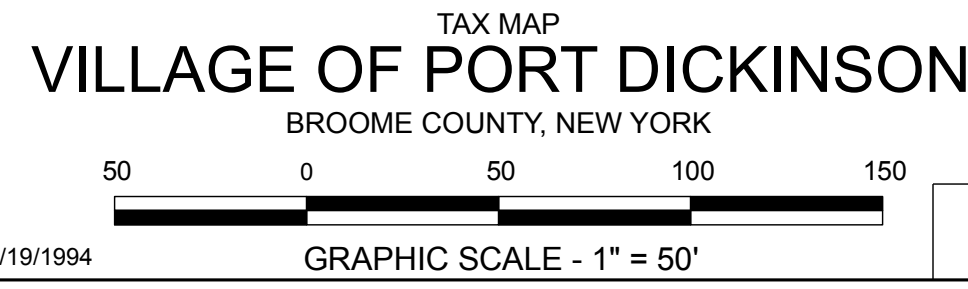 TAX MAP
VILLAGE OF PORT DICKINSON
BROOME COUNTY, NEW YORK
50 0 50 100 150
/19/1994 GRAPHIC SCALE - 1" = 50'